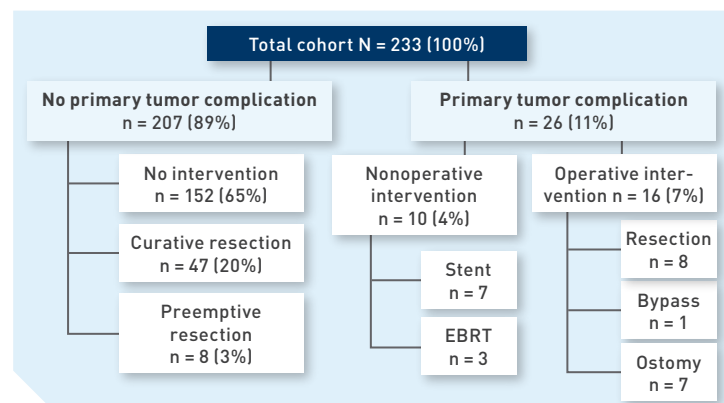 Total cohort N = 233 (100%)
No primary tumor complication
n = 207 (89%)
Primary tumor complication
n = 26 (11%)
No intervention
n = 152 (65%)
Curative resection
n = 47 (20%)
Preemptive
resection
n = 8 (3%)
Nonoperative
intervention
n = 10 (4%)
Stent
n = 7
EBRT
n = 3
Operative inter-
vention n = 16 (7%)
Resection
n = 8
Bypass
n = 1
Ostomy
n = 7